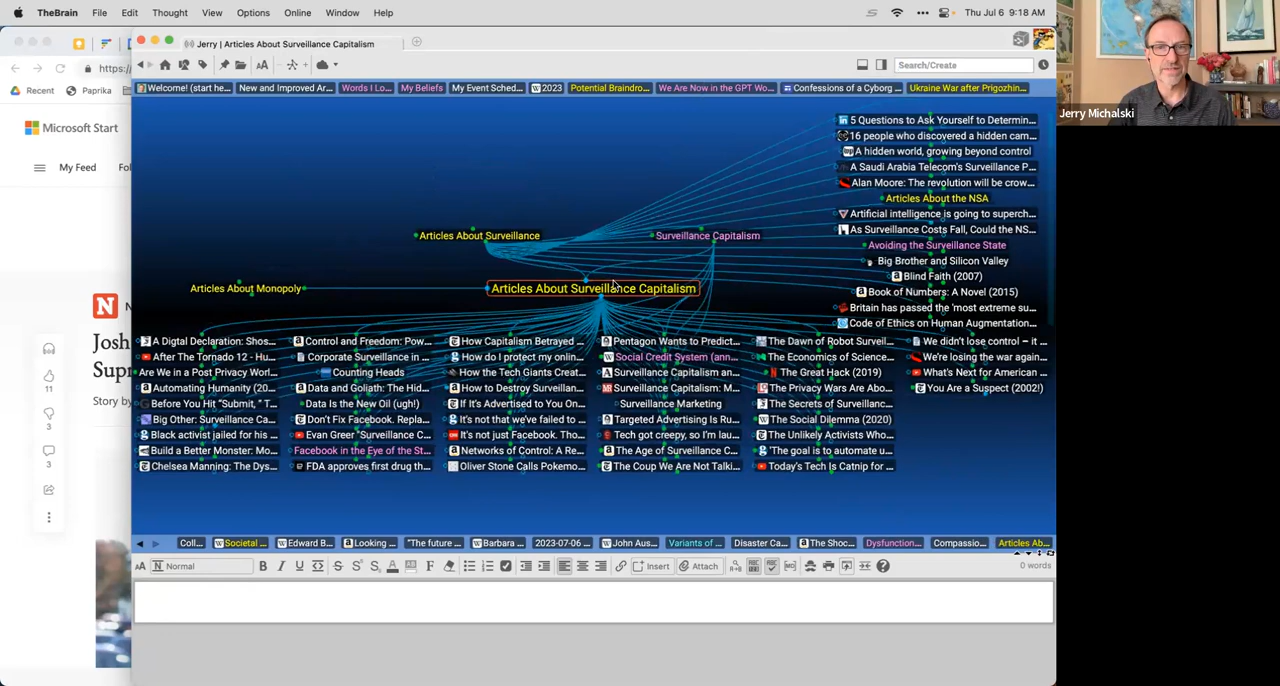 TheBrain File Edit Thought View Options Online Window Help Thu Jul 6 9:18 AM
Jerry | Articles About Surveillance Capitalism
https:/
Search/Create
Recent Paprika
Welcome! (start he... New and Improved Ar... Words I Lo... My Beliefs My Event Sched... 2023 Potential Braindro... We Are Now in the GPT Wo... Confessions of a Cyborg ... Ukraine War after Prigozhin...
Jerry Michalski
Microsoft Start
My Feed Fol
5 Questions to Ask Yourself to Determin...
16 people who discovered a hidden cam...
A hidden world, growing beyond control
A Saudi Arabia Telecom's Surveillance P...
Alan Moore: The revolution will be crow...
Articles About the NSA
Artificial intelligence is going to superch...
As Surveillance Costs Fall, Could the NS...
Avoiding the Surveillance State
Big Brother and Silicon Valley
Blind Faith (2007)
Book of Numbers: A Novel (2015)
Britain has passed the 'most extreme su...
Code of Ethics on Human Augmentation...
Articles About Surveillance
Surveillance Capitalism
Articles About Monopoly
Articles About Surveillance Capitalism
A Digtal Declaration: Shos...
After The Tornado 12 - Hu...
Are We in a Post Privacy Worl...
Automating Humanity (20...
Before You Hit "Submit, " T...
Big Other: Surveillance Ca...
Black activist jailed for his ...
Build a Better Monster: Mo...
Chelsea Manning: The Dys...
Control and Freedom: Pow...
Corporate Surveillance in ...
Counting Heads
Data and Goliath: The Hid...
Data Is the New Oil (ugh!)
Don't Fix Facebook. Repla...
Evan Greer "Surveillance C...
Facebook in the Eye of the St...
FDA approves first drug th...
How Capitalism Betrayed ...
How do I protect my onlin...
How the Tech Giants Creat...
How to Destroy Surveillan...
If It's Advertised to You On...
It's not that we've failed to ...
It's not just Facebook. Tho...
Networks of Control: A Re...
Oliver Stone Calls Pokemo...
Pentagon Wants to Predict...
Social Credit System (ann...
Surveillance Capitalism an...
Surveillance Capitalism: M...
Surveillance Marketing
Targeted Advertising Is Ru...
Tech got creepy, so I'm lau...
The Age of Surveillance C...
The Coup We Are Not Talki...
The Dawn of Robot Surveil...
The Economics of Science...
The Great Hack (2019)
The Privacy Wars Are Abo...
The Secrets of Surveillanc...
The Social Dilemma (2020)
The Unlikely Activists Who...
'The goal is to automate u...
Today's Tech Is Catnip for ...
We didn't lose control – it ...
We're losing the war again...
What's Next for American ...
You Are a Suspect (2002!)
Josh
Sup
Story by
11
3
3
Coll... Societal ... Edward B... Looking ... "The future ... Barbara ... 2023-07-06 ... John Aus... Variants of ... Disaster Ca... The Shoc... Dysfunction... Compassio... Articles Ab...
Normal Insert Attach 0 words